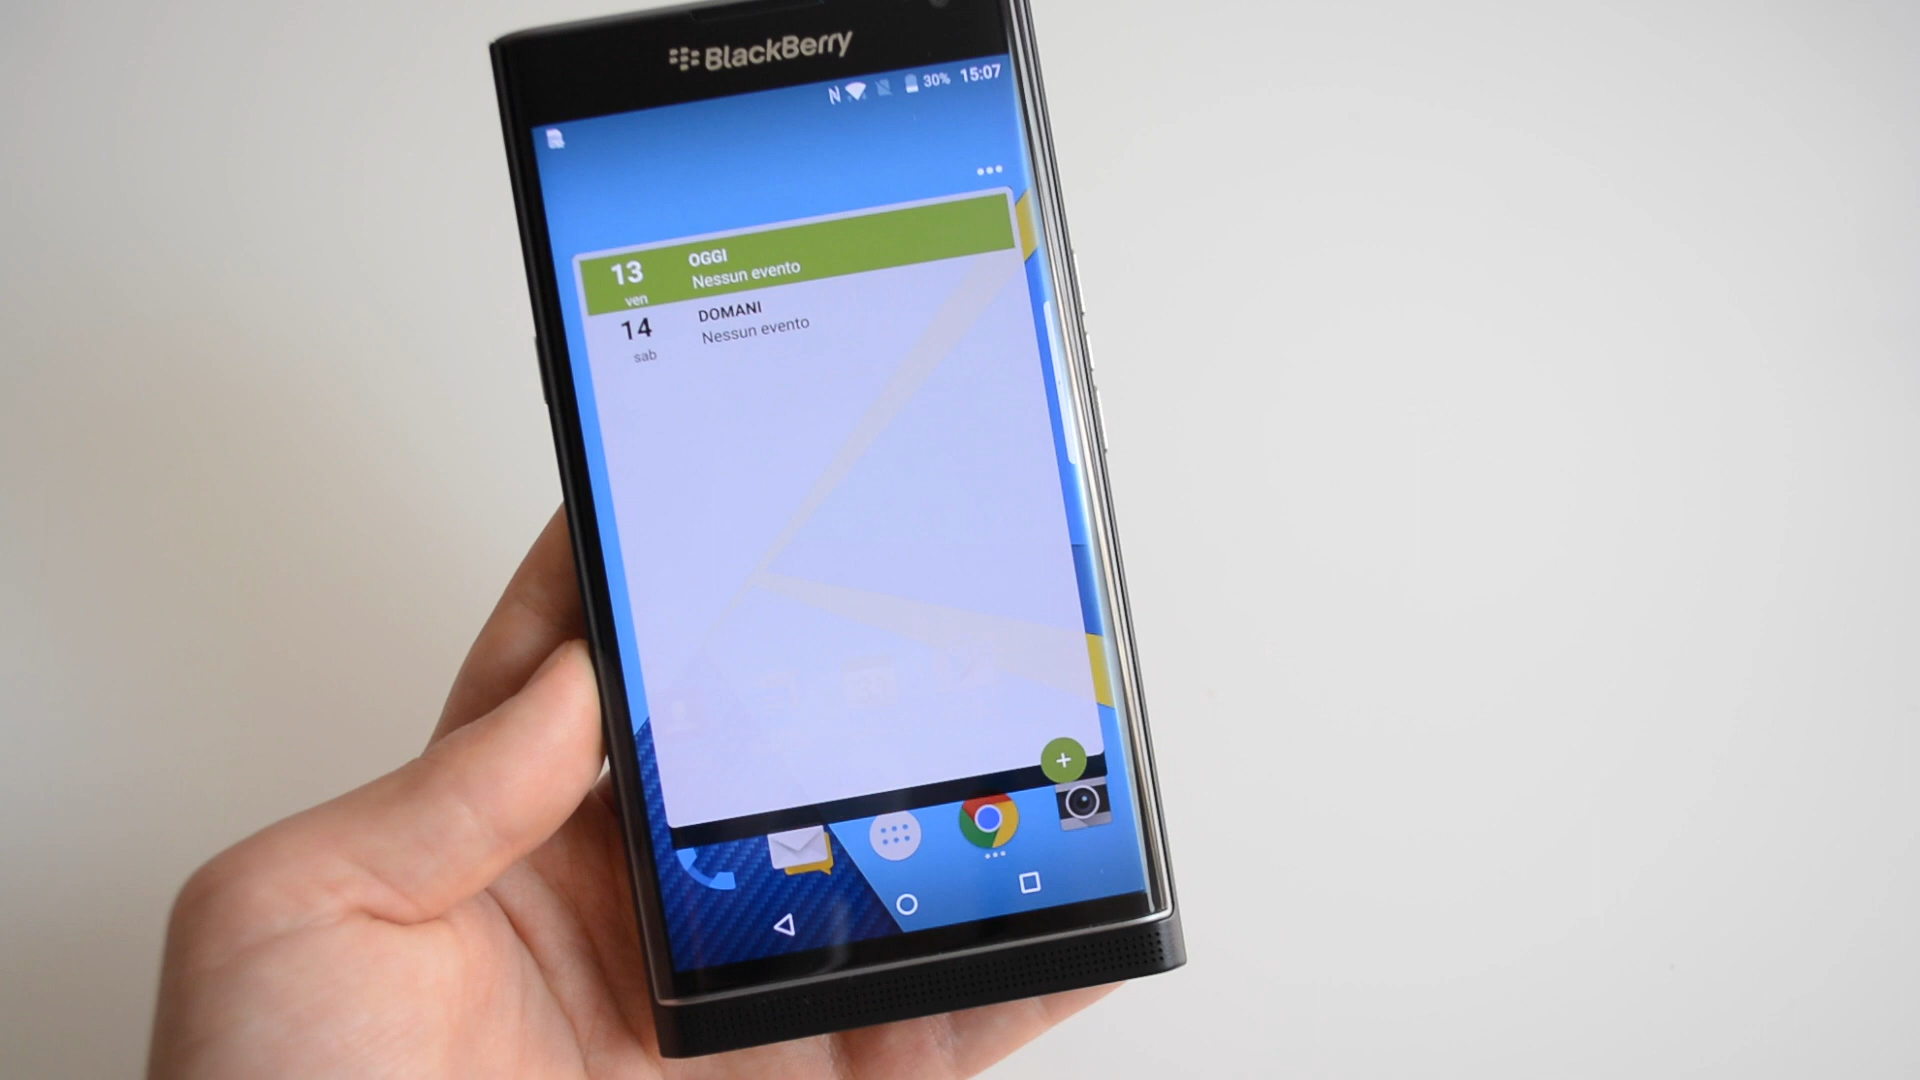 BlackBerry
30% 15:07
13 OGGI
ven Nessun evento
14 DOMANI
sab Nessun evento